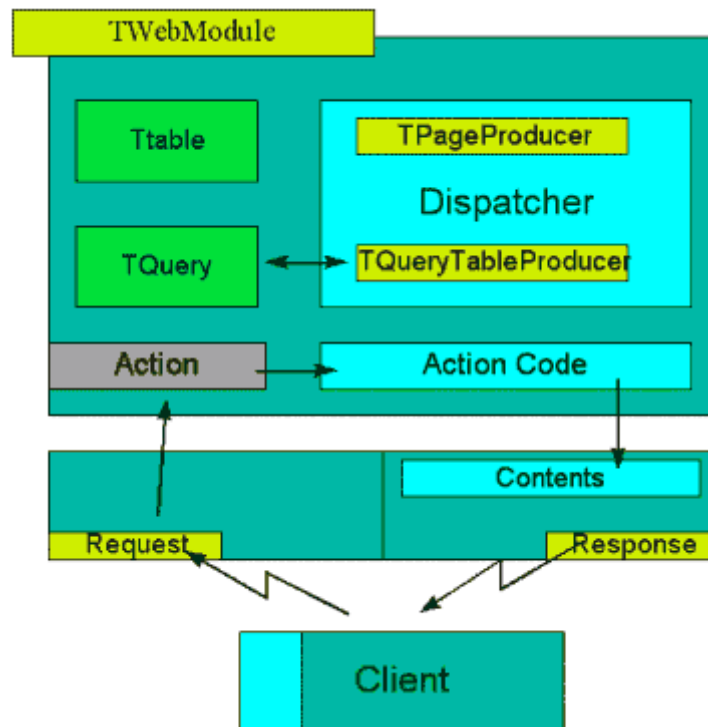 TWebModule
Ttable
TPageProducer
Dispatcher
TQuery
TQueryTableProducer
Action
Action Code
Contents
Request
Response
Client